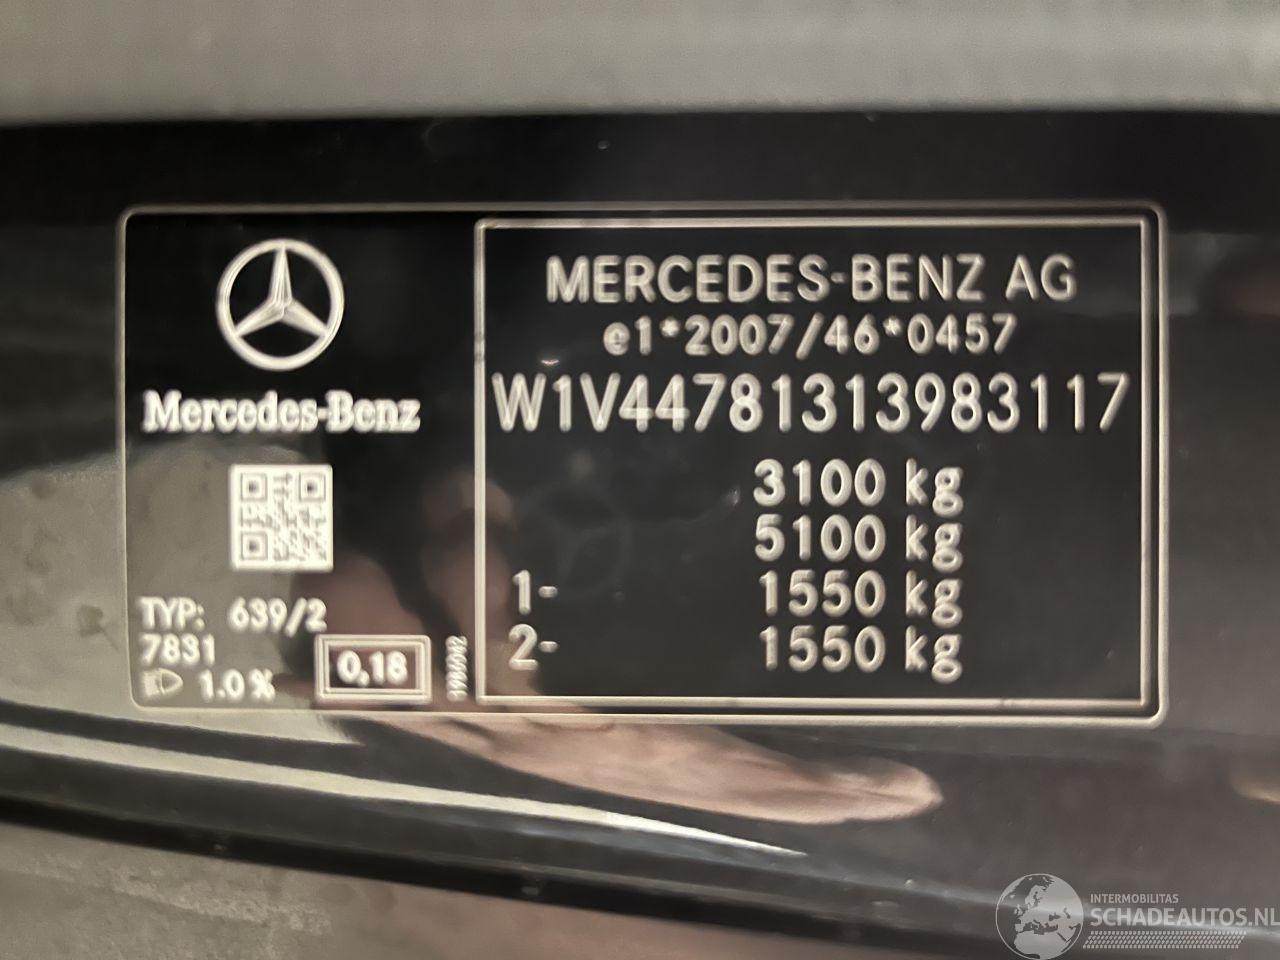 Mercedes-Benz
TYP: 639/2
7831
1.0 %
0,18
MERCEDES-BENZ AG
e1*2007/46*0457
W1V44781313983117
3100 kg
5100 kg
1- 1550 kg
2- 1550 kg
INTERMOBILITAS
SCHADEAUTOS.NL